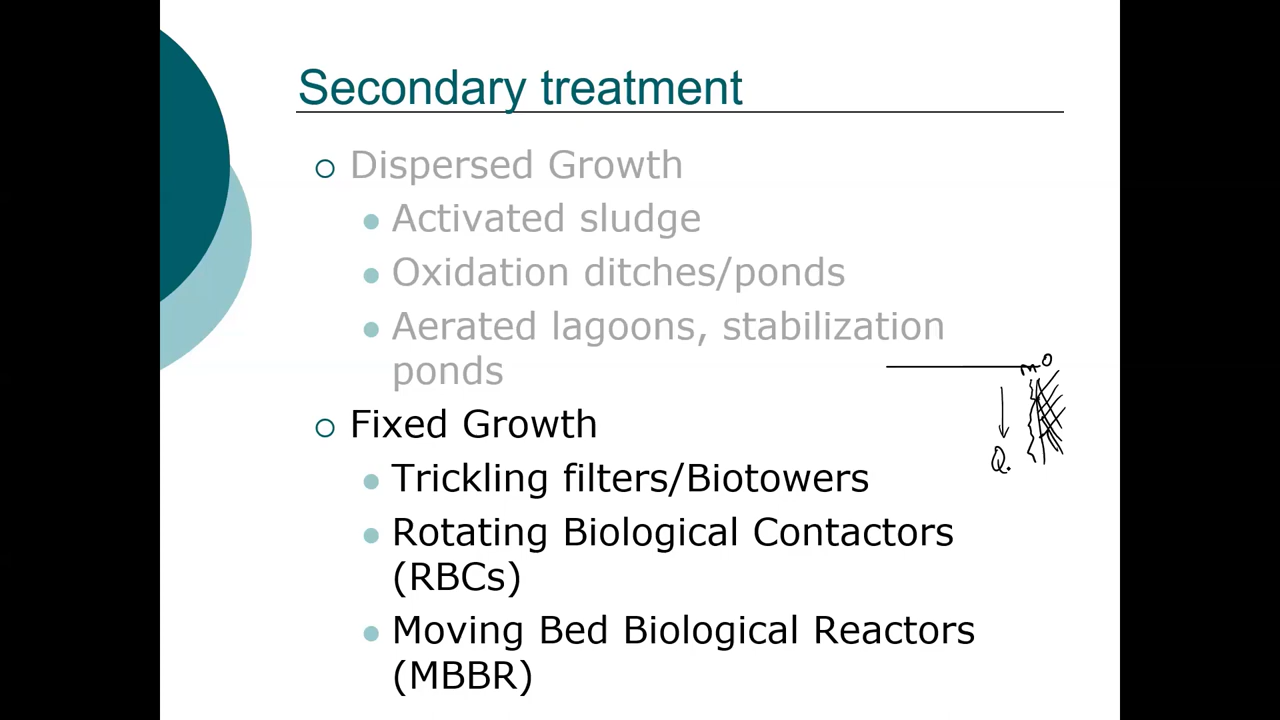 Secondary treatment
Dispersed Growth
Activated sludge
Oxidation ditches/ponds
Aerated lagoons, stabilization
ponds
Fixed Growth
Trickling filters/Biotowers
Rotating Biological Contactors
(RBCs)
Moving Bed Biological Reactors
(MBBR)
Q.